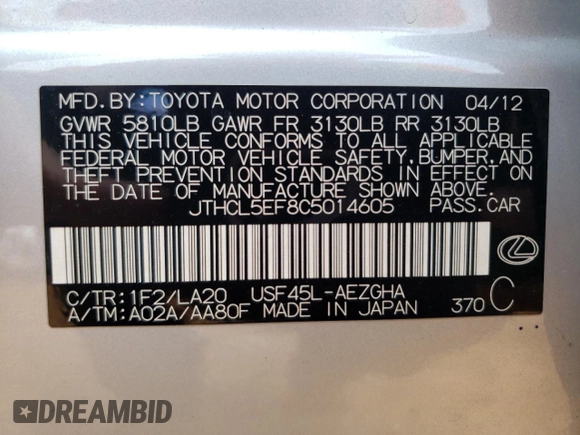 MFD. BY: TOYOTA MOTOR CORPORATION 04/12
GVWR 5810LB GAWR FR 3130LB RR 3130LB
THIS VEHICLE CONFORMS TO ALL APPLICABLE
FEDERAL MOTOR VEHICLE SAFETY, BUMPER, AND
THEFT PREVENTION STANDARDS IN EFFECT ON
THE DATE OF MANUFACTURE SHOWN ABOVE.
JTHCL5EF8C5014605 PASS. CAR
C/TR: 1F2/LA20 USF45L-AEZGHA
A/TM: A02A/AA80F MADE IN JAPAN 370 C
DREAMBID